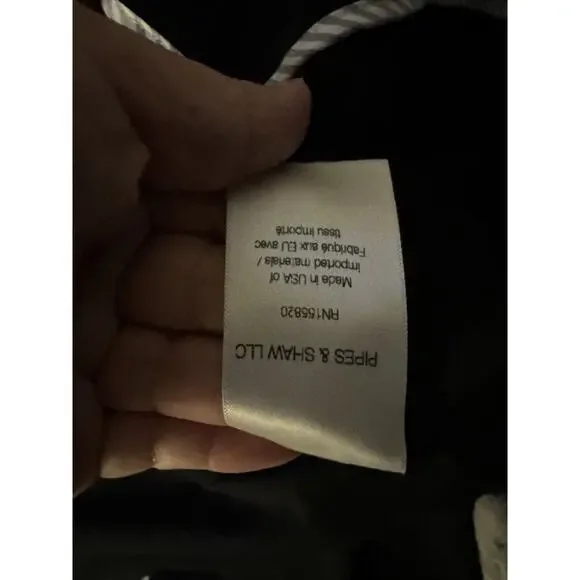 PIPES & SHAW LLC
RN155820
Made in USA of
imported materials /
Fabriqué aux EU avec
tissu importé